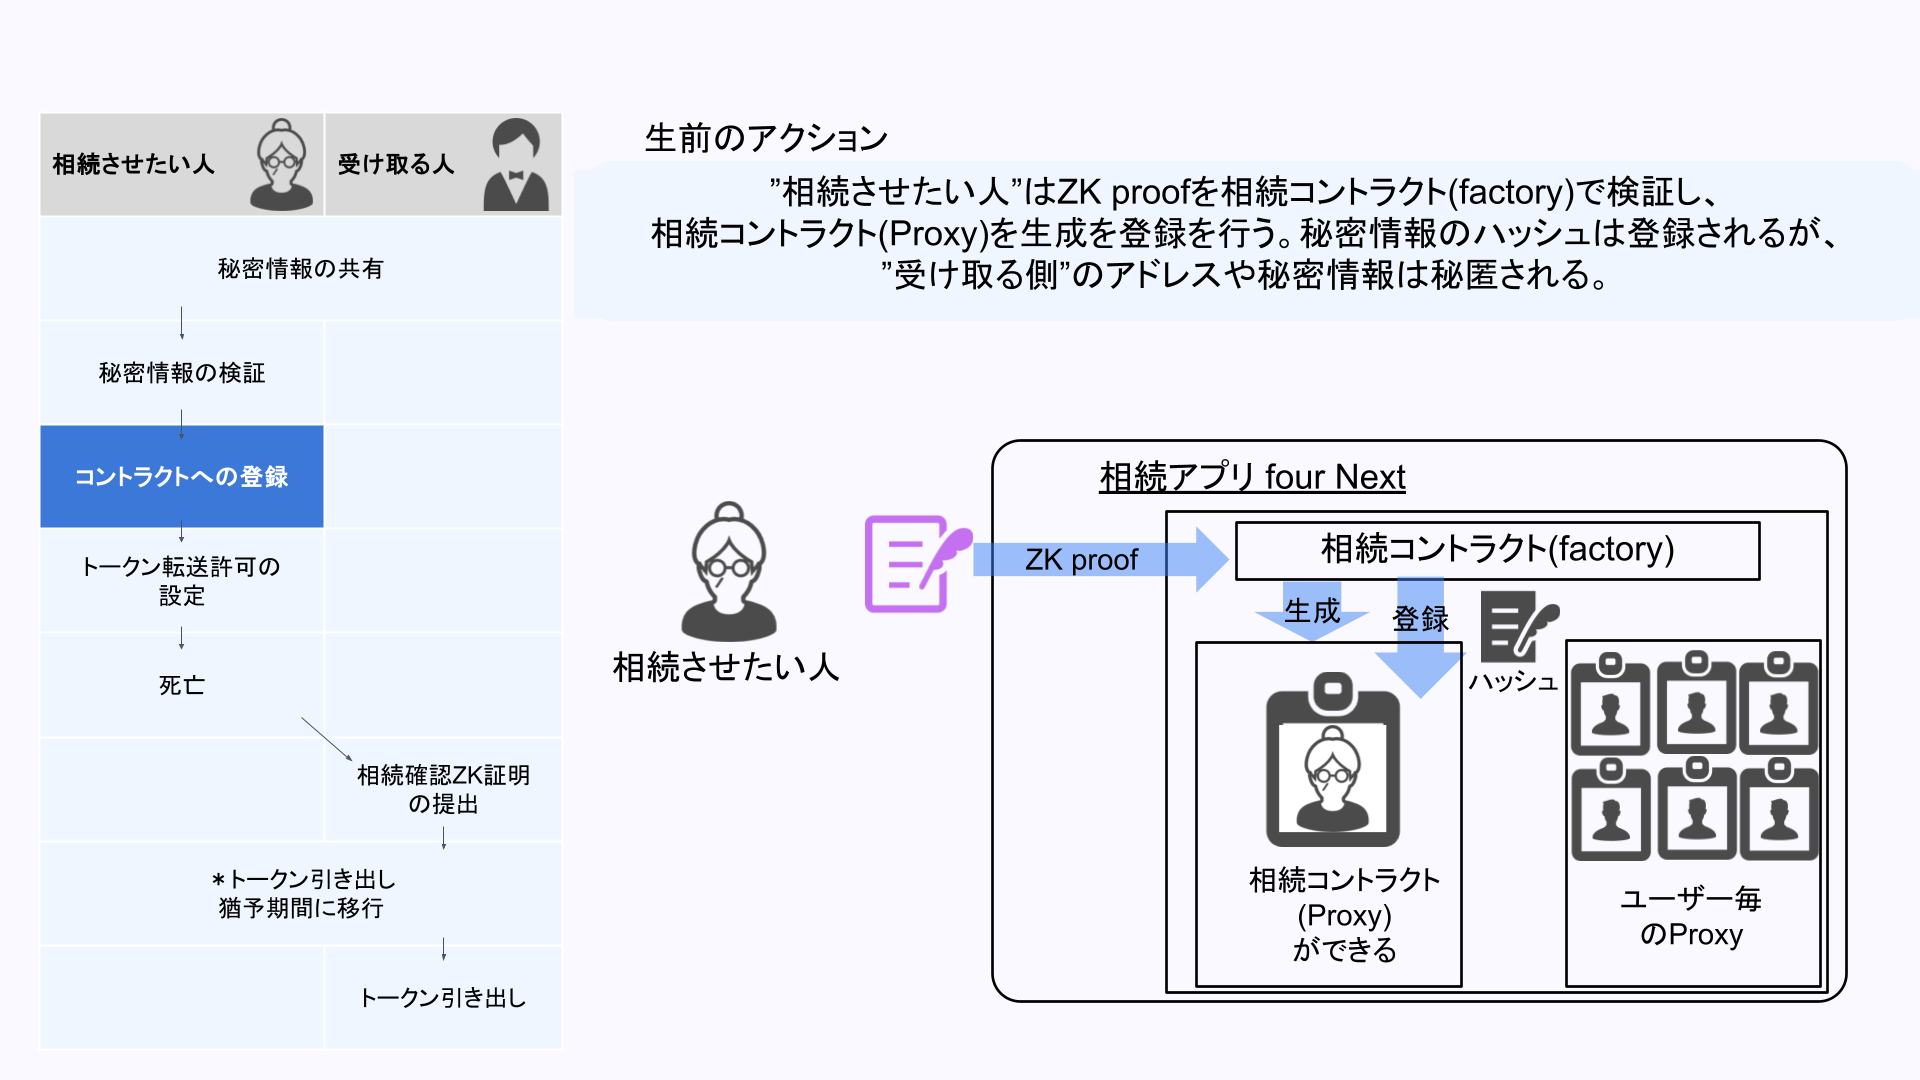 相続させたい人
受け取る人
秘密情報の共有
秘密情報の検証
コントラクトへの登録
トークン転送許可の
設定
死亡
相続確認ZK証明
の提出
＊トークン引き出し
猶予期間に移行
トークン引き出し
生前のアクション
”相続させたい人”はZK proofを相続コントラクト(factory)で検証し、
相続コントラクト(Proxy)を生成を登録を行う。秘密情報のハッシュは登録されるが、
”受け取る側”のアドレスや秘密情報は秘匿される。
相続させたい人
ZK proof
相続アプリ four Next
相続コントラクト(factory)
生成
登録
ハッシュ
相続コントラクト
(Proxy)
ができる
ユーザー毎
のProxy